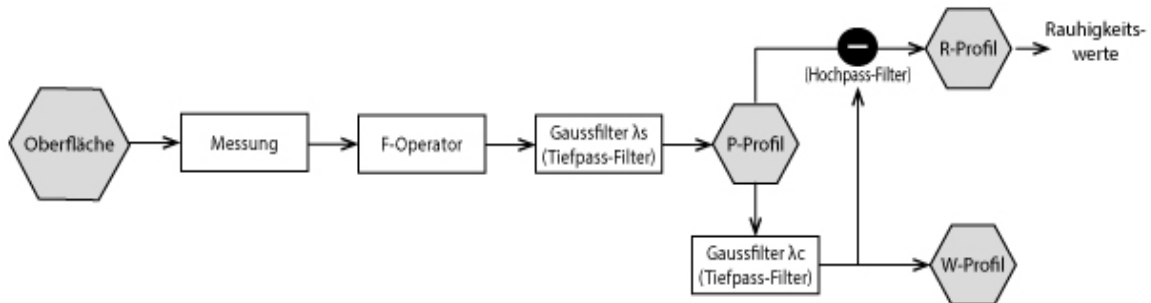 Oberfläche
Messung
F-Operator
Gaussfilter λs
(Tiefpass-Filter)
P-Profil
(Hochpass-Filter)
R-Profil
Rauhigkeits-
werte
Gaussfilter λc
(Tiefpass-Filter)
W-Profil